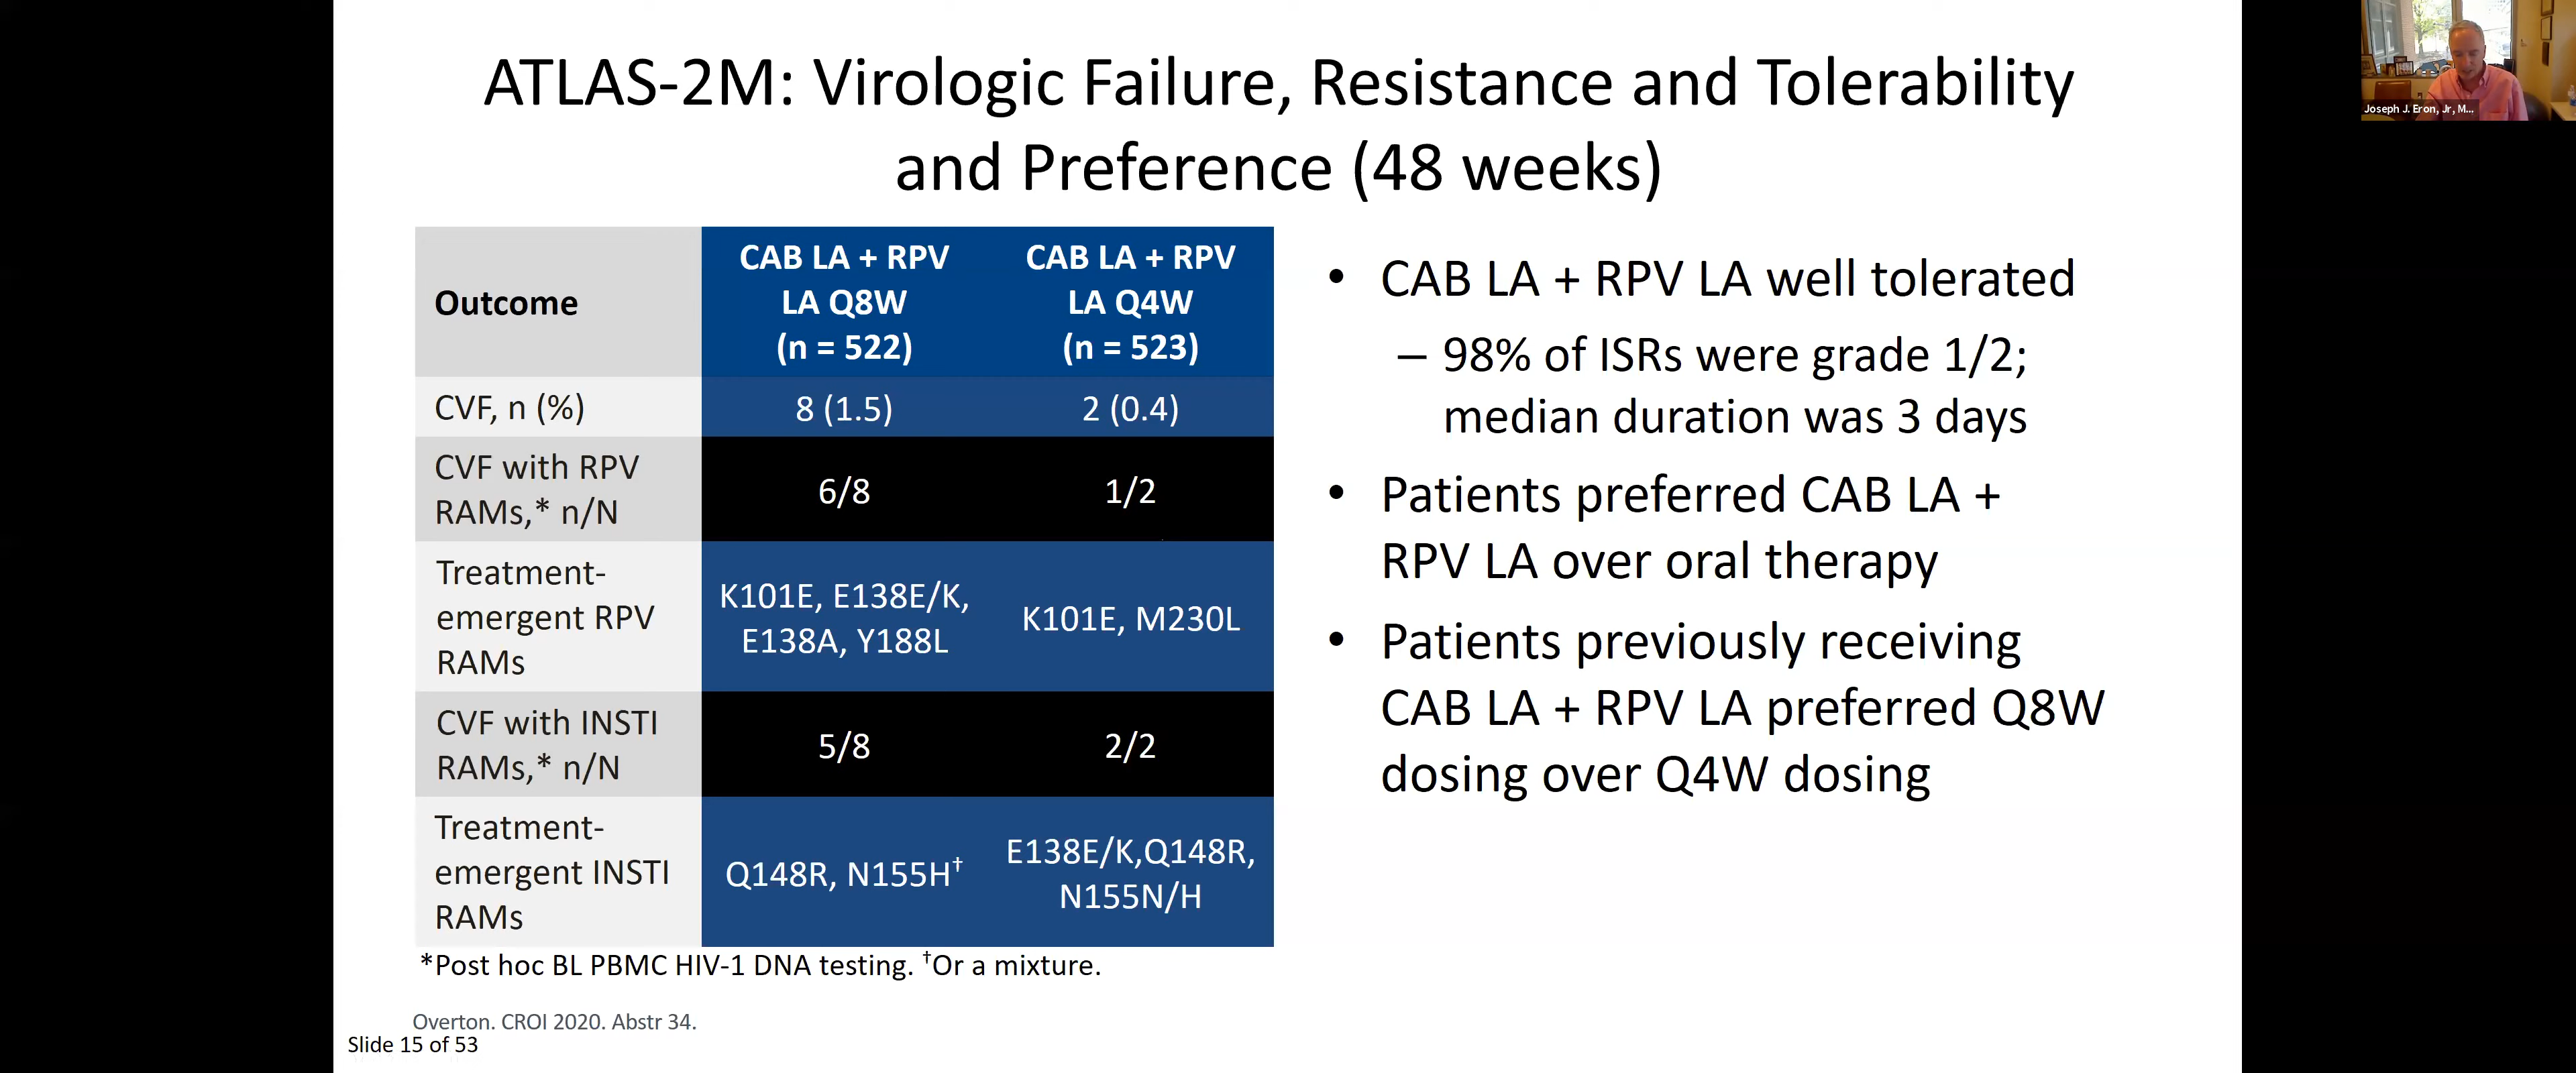 ATLAS-2M: Virologic Failure, Resistance and Tolerability
and Preference (48 weeks)
Joseph J. Eron, Jr, M...
Outcome
CAB LA + RPV
LA Q8W
(n = 522)
CAB LA + RPV
LA Q4W
(n = 523)
CVF, n (%)
8 (1.5)
2 (0.4)
CVF with RPV
RAMs,* n/N
6/8
1/2
Treatment-
emergent RPV
RAMs
K101E, E138E/K,
E138A, Y188L
K101E, M230L
CVF with INSTI
RAMs,* n/N
5/8
2/2
Treatment-
emergent INSTI
RAMs
Q148R, N155H†
E138E/K,Q148R,
N155N/H
*Post hoc BL PBMC HIV-1 DNA testing. †Or a mixture.
• CAB LA + RPV LA well tolerated
– 98% of ISRs were grade 1/2;
median duration was 3 days
• Patients preferred CAB LA +
RPV LA over oral therapy
• Patients previously receiving
CAB LA + RPV LA preferred Q8W
dosing over Q4W dosing
Overton. CROI 2020. Abstr 34.
Slide 15 of 53